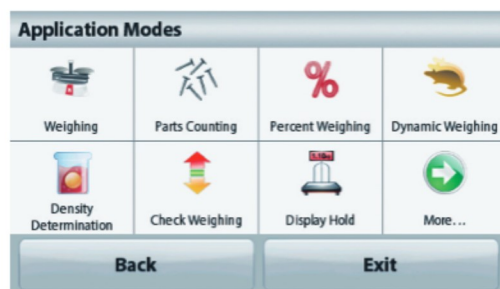 Application Modes
Weighing
Parts Counting
Percent Weighing
Dynamic Weighing
Density
Determination
Check Weighing
Display Hold
More...
Back
Exit